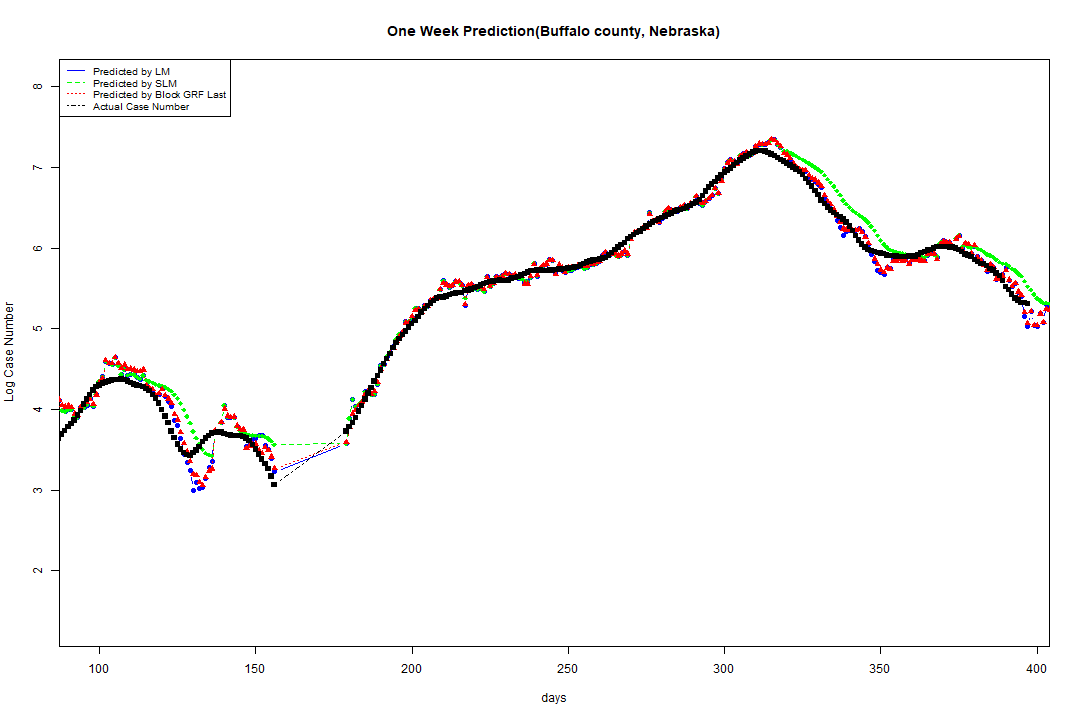 One Week Prediction(Buffalo county, Nebraska)
Predicted by LM
Predicted by SLM
Predicted by Block GRF Last
Actual Case Number
8
7
6
5
4
3
2
Log Case Number
100 150 200 250 300 350 400
days